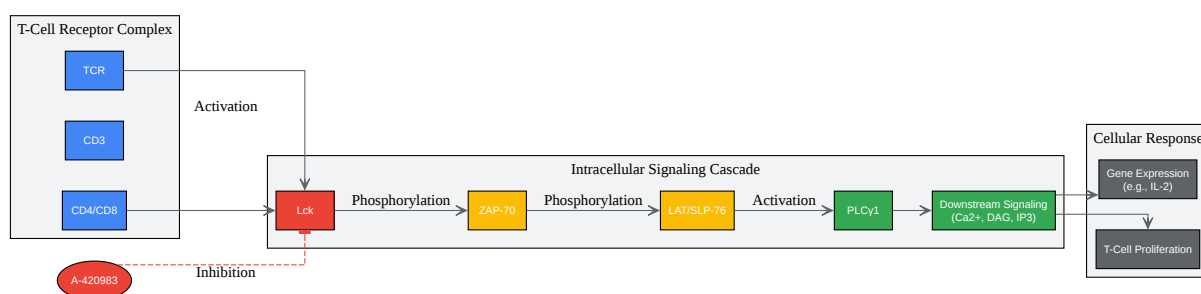 T-Cell Receptor Complex
TCR
Activation
CD3
CD4/CD8
Intracellular Signaling Cascade
Lck
Phosphorylation
ZAP-70
Phosphorylation
LAT/SLP-76
Activation
PLCγ1
Downstream Signaling
(Ca2+, DAG, IP3)
Cellular Response
Gene Expression
(e.g., IL-2)
T-Cell Proliferation
Inhibition
A-420983